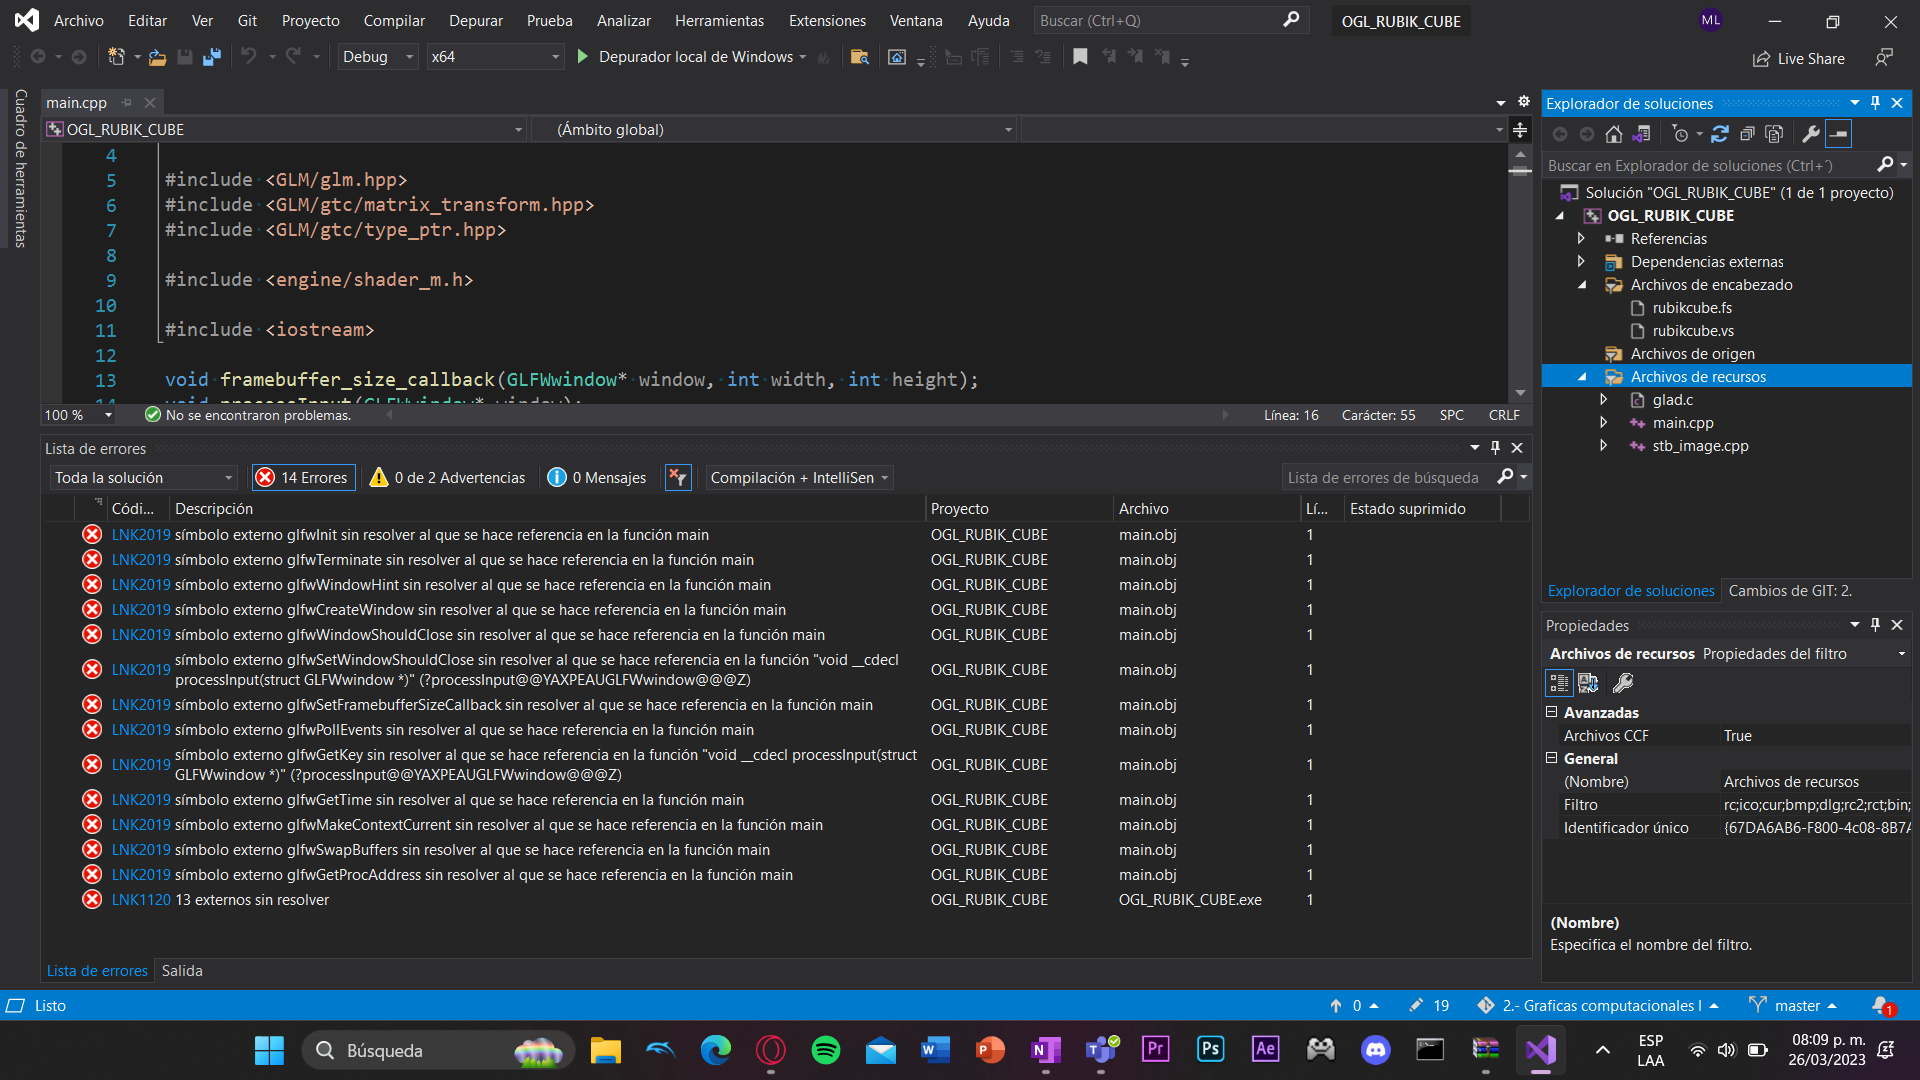 Archivo Editar Ver Git Proyecto Compilar Depurar Prueba Analizar Herramientas Extensiones Ventana Ayuda Buscar (Ctrl+Q) OGL_RUBIK_CUBE ML
Debug x64 Depurador local de Windows Live Share
Cuadro de herramientas
main.cpp
OGL_RUBIK_CUBE (Ámbito global)
4
5 #include <GLM/glm.hpp>
6 #include <GLM/gtc/matrix_transform.hpp>
7 #include <GLM/gtc/type_ptr.hpp>
8
9 #include <engine/shader_m.h>
10
11 #include <iostream>
12
13 void framebuffer_size_callback(GLFWwindow* window, int width, int height);
14 void processInput(GLFWwindow* window);
100 % No se encontraron problemas. Línea: 16 Carácter: 55 SPC CRLF
Lista de errores
Toda la solución 14 Errores 0 de 2 Advertencias 0 Mensajes Compilación + IntelliSen Lista de errores de búsqueda
Códi... Descripción Proyecto Archivo Lí... Estado suprimido
LNK2019 símbolo externo glfwInit sin resolver al que se hace referencia en la función main OGL_RUBIK_CUBE main.obj 1
LNK2019 símbolo externo glfwTerminate sin resolver al que se hace referencia en la función main OGL_RUBIK_CUBE main.obj 1
LNK2019 símbolo externo glfwWindowHint sin resolver al que se hace referencia en la función main OGL_RUBIK_CUBE main.obj 1
LNK2019 símbolo externo glfwCreateWindow sin resolver al que se hace referencia en la función main OGL_RUBIK_CUBE main.obj 1
LNK2019 símbolo externo glfwWindowShouldClose sin resolver al que se hace referencia en la función main OGL_RUBIK_CUBE main.obj 1
LNK2019 símbolo externo glfwSetWindowShouldClose sin resolver al que se hace referencia en la función "void __cdecl
processInput(struct GLFWwindow *)" (?processInput@@YAXPEAUGLFWwindow@@@Z) OGL_RUBIK_CUBE main.obj 1
LNK2019 símbolo externo glfwSetFramebufferSizeCallback sin resolver al que se hace referencia en la función main OGL_RUBIK_CUBE main.obj 1
LNK2019 símbolo externo glfwPollEvents sin resolver al que se hace referencia en la función main OGL_RUBIK_CUBE main.obj 1
LNK2019 símbolo externo glfwGetKey sin resolver al que se hace referencia en la función "void __cdecl processInput(struct
GLFWwindow *)" (?processInput@@YAXPEAUGLFWwindow@@@Z) OGL_RUBIK_CUBE main.obj 1
LNK2019 símbolo externo glfwGetTime sin resolver al que se hace referencia en la función main OGL_RUBIK_CUBE main.obj 1
LNK2019 símbolo externo glfwMakeContextCurrent sin resolver al que se hace referencia en la función main OGL_RUBIK_CUBE main.obj 1
LNK2019 símbolo externo glfwSwapBuffers sin resolver al que se hace referencia en la función main OGL_RUBIK_CUBE main.obj 1
LNK2019 símbolo externo glfwGetProcAddress sin resolver al que se hace referencia en la función main OGL_RUBIK_CUBE main.obj 1
LNK1120 13 externos sin resolver OGL_RUBIK_CUBE OGL_RUBIK_CUBE.exe 1
Lista de errores Salida
Explorador de soluciones
Buscar en Explorador de soluciones (Ctrl+´)
Solución "OGL_RUBIK_CUBE" (1 de 1 proyecto)
OGL_RUBIK_CUBE
Referencias
Dependencias externas
Archivos de encabezado
rubikcube.fs
rubikcube.vs
Archivos de origen
Archivos de recursos
glad.c
main.cpp
stb_image.cpp
Explorador de soluciones Cambios de GIT: 2.
Propiedades
Archivos de recursos Propiedades del filtro
Avanzadas
Archivos CCF True
General
(Nombre) Archivos de recursos
Filtro rc;ico;cur;bmp;dlg;rc2;rct;bin;
Identificador único {67DA6AB6-F800-4c08-8B7A
(Nombre)
Especifica el nombre del filtro.
Listo 0 19 2.- Graficas computacionales I master 1
Búsqueda W P N T Pr Ps Ae ESP LAA 08:09 p. m. 26/03/2023